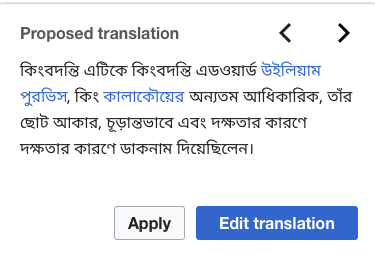 Proposed translation
কিংবদন্তি এটিকে কিংবদন্তি এডওয়ার্ড উইলিয়াম
পুরভিস, কিং কালাকৌয়ের অন্যতম আধিকারিক, তাঁর
ছোট আকার, চূড়ান্তভাবে এবং দক্ষতার কারণে
দক্ষতার কারণে ডাকনাম দিয়েছিলেন।
Apply Edit translation